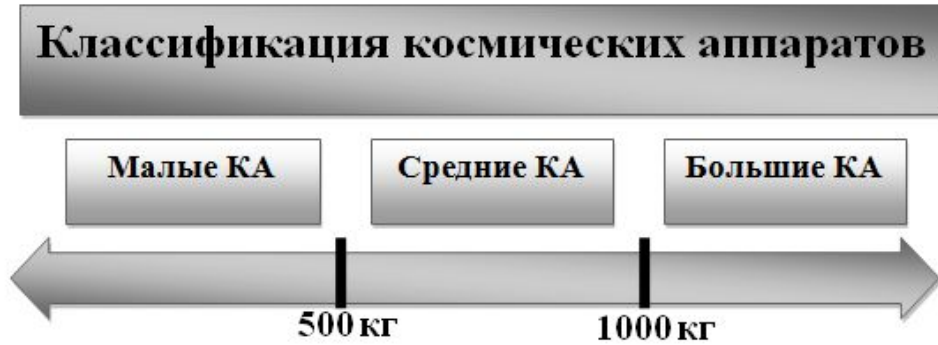 Классификация космических аппаратов
Малые КА
Средние КА
Большие КА
500 кг
1000 кг